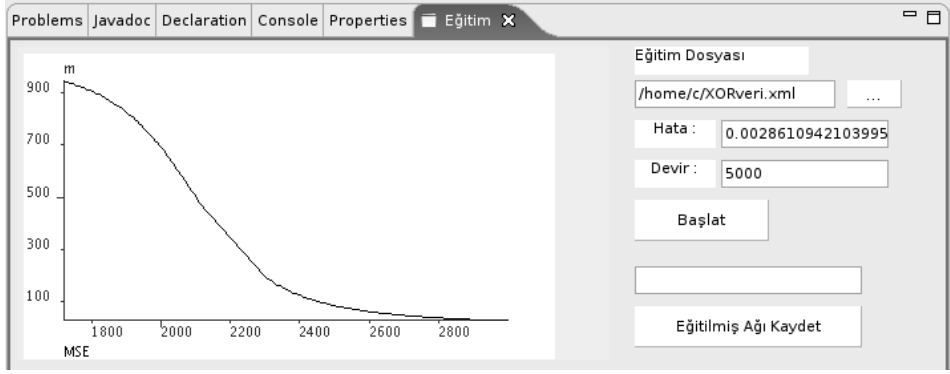 Problems Javadoc Declaration Console Properties Eğitim
m
900
700
500
300
100
1800 2000 2200 2400 2600 2800
MSE
Eğitim Dosyası
/home/c/XORveri.xml ...
Hata : 0.0028610942103995
Devir : 5000
Başlat
Eğitilmiş Ağı Kaydet